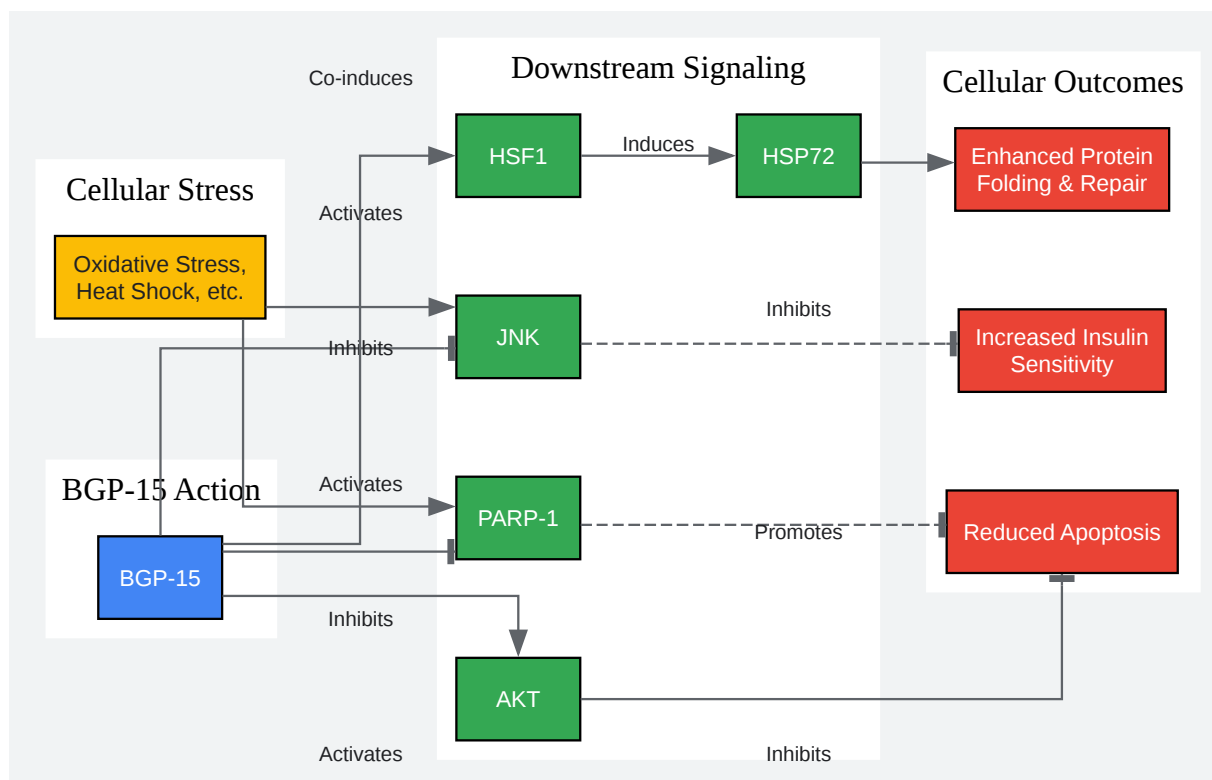 Co-induces
Downstream Signaling
Cellular Outcomes
HSF1
Induces
HSP72
Enhanced Protein
Folding & Repair
Cellular Stress
Activates
Oxidative Stress,
Heat Shock, etc.
JNK
Inhibits
Inhibits
Increased Insulin
Sensitivity
BGP-15 Action
Activates
PARP-1
Promotes
Reduced Apoptosis
BGP-15
Inhibits
AKT
Activates
Inhibits